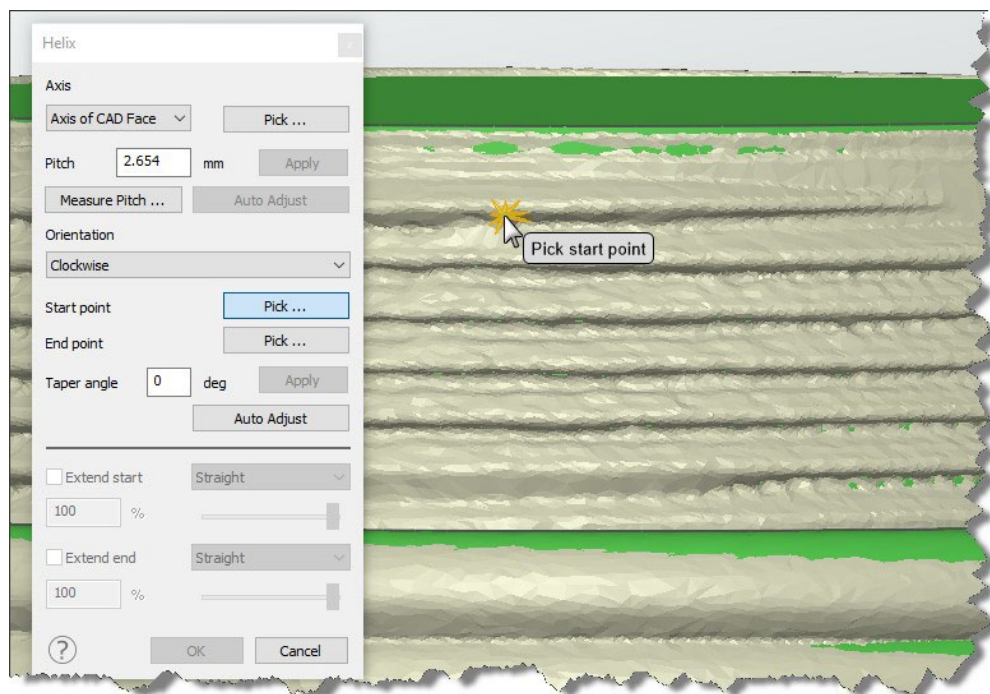 Helix
Axis
Axis of CAD Face Pick ...
Pitch 2.654 mm Apply
Measure Pitch ... Auto Adjust
Orientation
Clockwise
Start point Pick ...
End point Pick ...
Taper angle 0 deg Apply
Auto Adjust
Extend start Straight
100 %
Extend end Straight
100 %
? OK Cancel
Pick start point